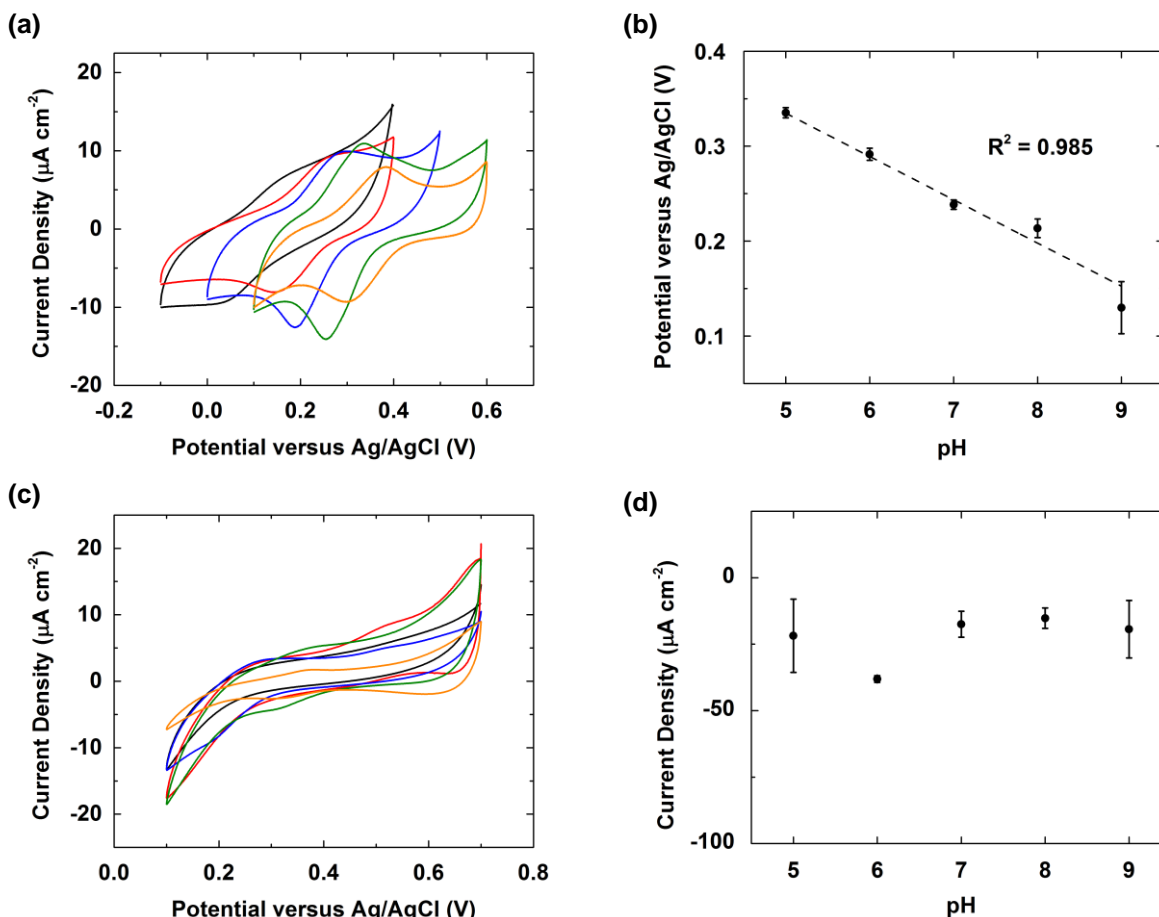 (a)
20
10
0
-10
-20
-0.2 0.0 0.2 0.4 0.6
Current Density (µA cm⁻²)
Potential versus Ag/AgCl (V)
(b)
0.4
0.3
0.2
0.1
5 6 7 8 9
R² = 0.985
Potential versus Ag/AgCl (V)
pH
(c)
20
10
0
-10
-20
0.0 0.2 0.4 0.6 0.8
Current Density (µA cm⁻²)
Potential versus Ag/AgCl (V)
(d)
0
-50
-100
5 6 7 8 9
Current Density (µA cm⁻²)
pH